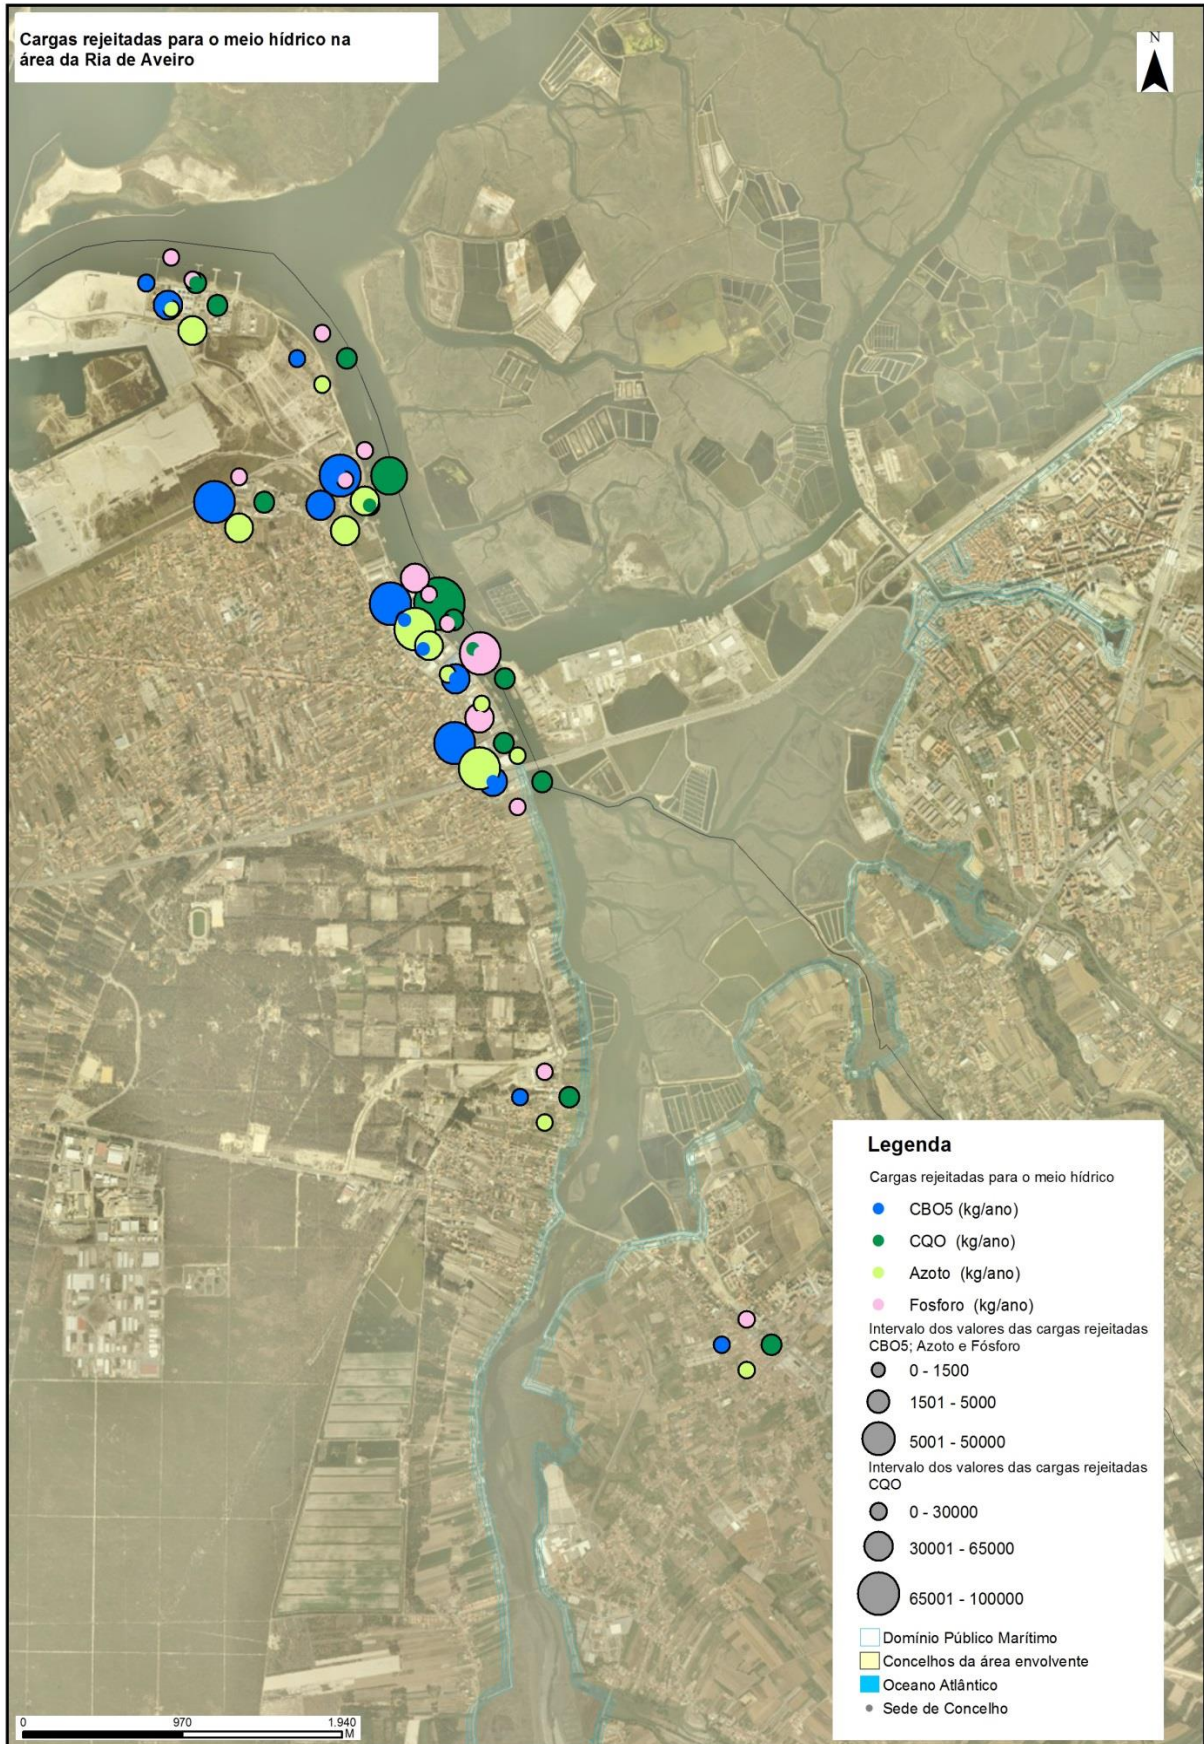 Cargas rejeitadas para o meio hídrico na
área da Ria de Aveiro
N
Legenda
Cargas rejeitadas para o meio hídrico
CBO5 (kg/ano)
CQO (kg/ano)
Azoto (kg/ano)
Fosforo (kg/ano)
Intervalo dos valores das cargas rejeitadas
CBO5; Azoto e Fósforo
0 - 1500
1501 - 5000
5001 - 50000
Intervalo dos valores das cargas rejeitadas
CQO
0 - 30000
30001 - 65000
65001 - 100000
Domínio Público Marítimo
Concelhos da área envolvente
Oceano Atlântico
Sede de Concelho
0 970 1.940
M